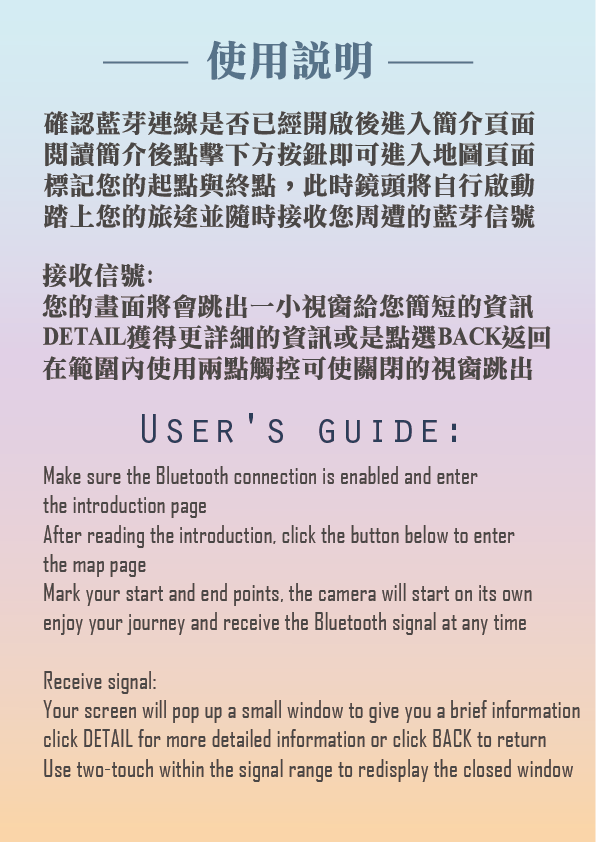 使用説明
確認藍芽連線是否已經開啟後進入簡介頁面
閱讀簡介後點擊下方按鈕即可進入地圖頁面
標記您的起點與終點，此時鏡頭將自行啟動
踏上您的旅途並隨時接收您周遭的藍芽信號
接收信號:
您的畫面將會跳出一小視窗給您簡短的資訊
DETAIL獲得更詳細的資訊或是點選BACK返回
在範圍內使用兩點觸控可使關閉的視窗跳出
USER'S GUIDE:
Make sure the Bluetooth connection is enabled and enter
the introduction page
After reading the introduction, click the button below to enter
the map page
Mark your start and end points, the camera will start on its own
enjoy your journey and receive the Bluetooth signal at any time
Receive signal:
Your screen will pop up a small window to give you a brief information
click DETAIL for more detailed information or click BACK to return
Use two-touch within the signal range to redisplay the closed window